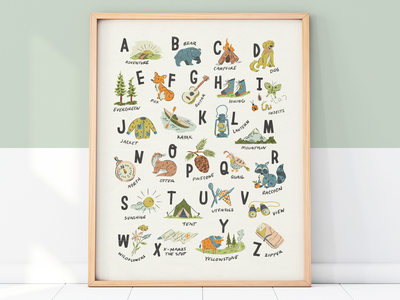 A B C D
ADVENTURE BEAR CAMPFIRE DOG
E F G H I
EVERGREEN FOX GUITAR HIKING INSECTS
J K L M
JACKET KAYAK LANTERN MOUNTAIN
N O P Q R
NORTH OTTER PINECONE QUAIL RACCOON
S T U V
SUNSHINE TENT UTENSILS VIEW
W X Y Z
WILDFLOWERS X-MARKS THE SPOT YELLOWSTONE ZIPPER